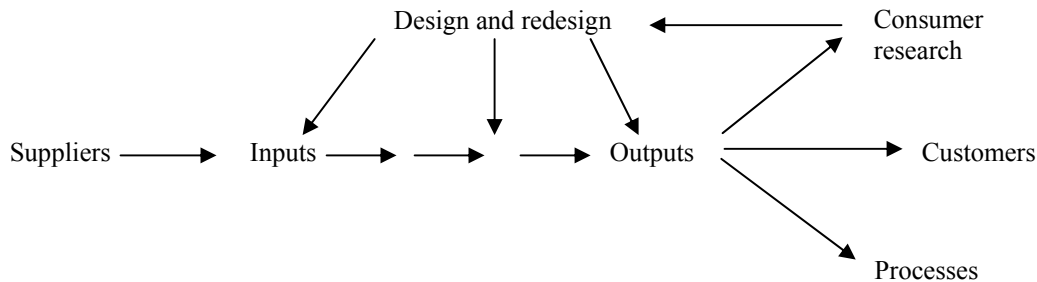 Design and redesign
Consumer
research
Suppliers
Inputs
Outputs
Customers
Processes